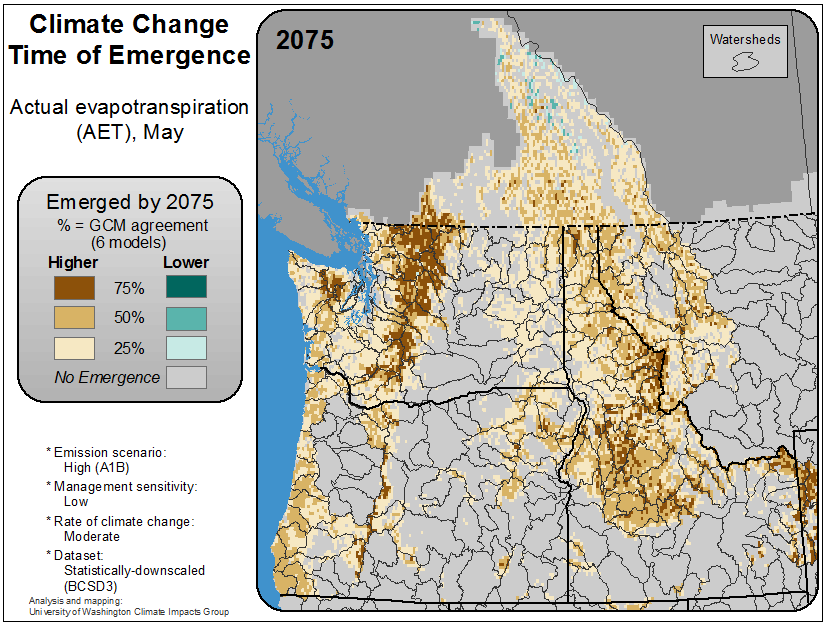 Climate Change
Time of Emergence
Actual evapotranspiration
(AET), May
Emerged by 2075
% = GCM agreement
(6 models)
Higher Lower
75%
50%
25%
No Emergence
* Emission scenario:
High (A1B)
* Management sensitivity:
Low
* Rate of climate change:
Moderate
* Dataset:
Statistically-downscaled
(BCSD3)
Analysis and mapping:
University of Washington Climate Impacts Group
2075
Watersheds